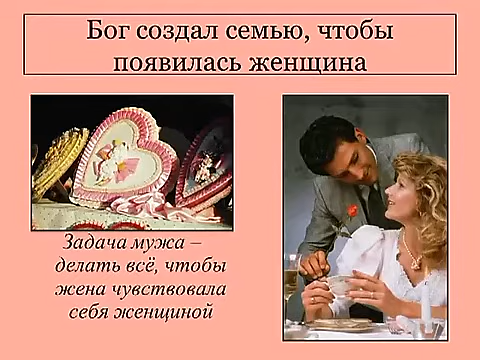 Бог создал семью, чтобы
появилась женщина
Задача мужа –
делать всё, чтобы
жена чувствовала
себя женщиной